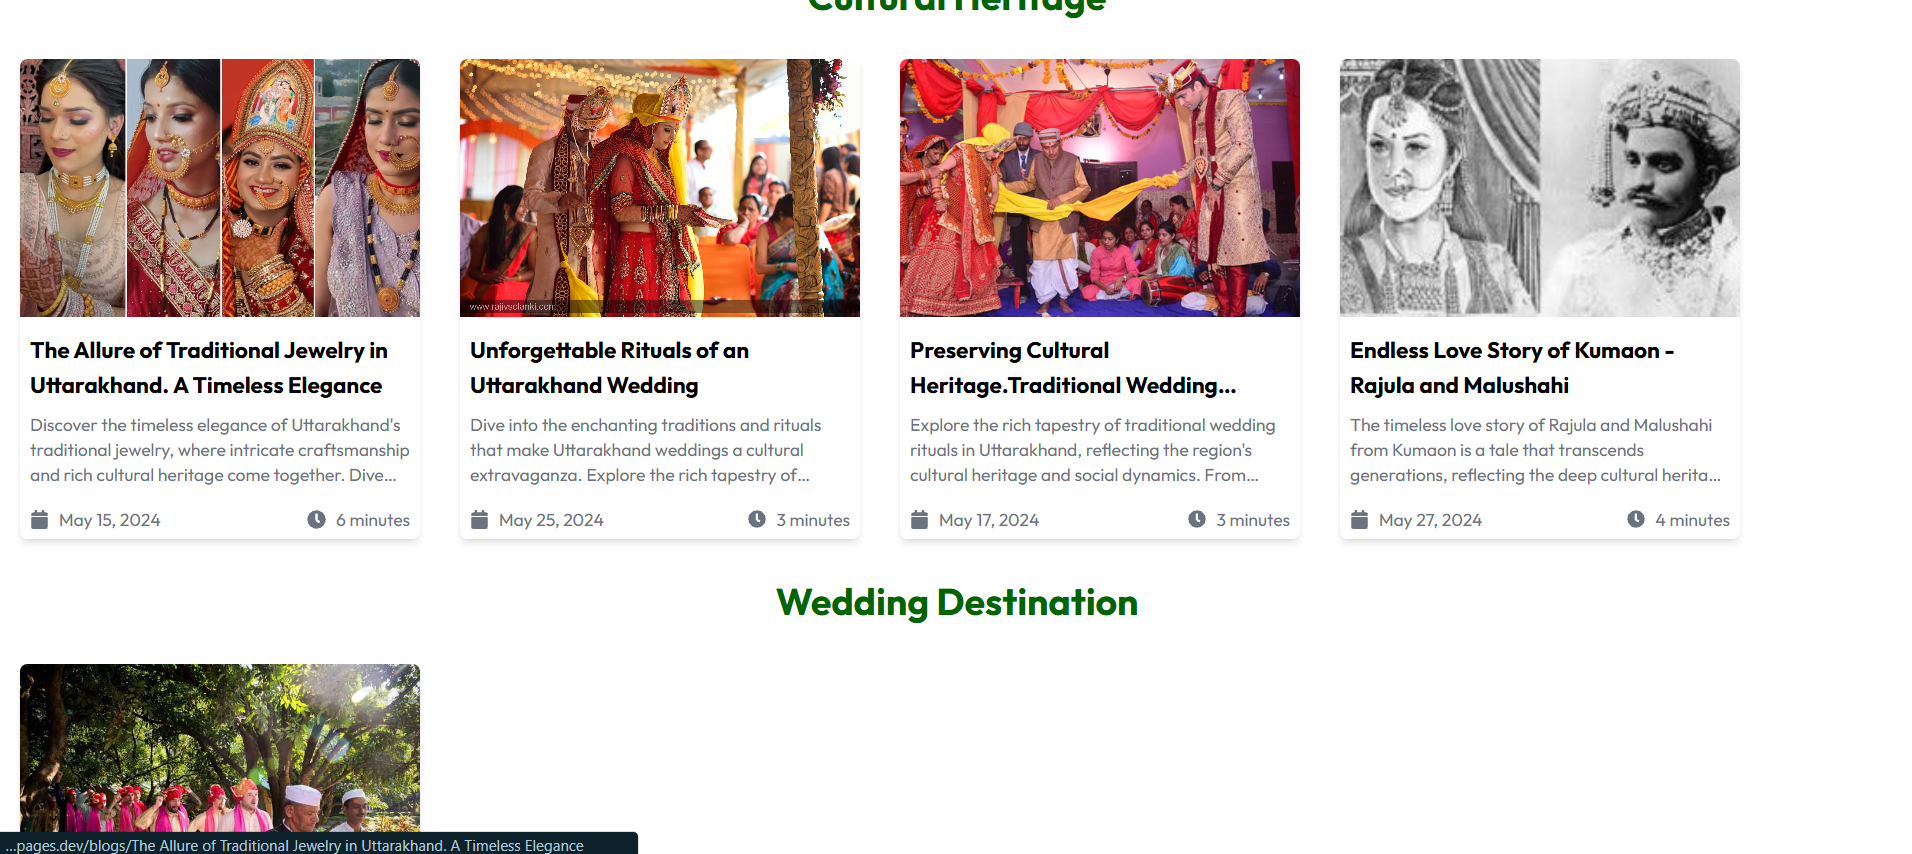 Cultural Heritage
www.rajivsolanki.com
The Allure of Traditional Jewelry in
Uttarakhand. A Timeless Elegance
Discover the timeless elegance of Uttarakhand's
traditional jewelry, where intricate craftsmanship
and rich cultural heritage come together. Dive...
May 15, 2024
6 minutes
Unforgettable Rituals of an
Uttarakhand Wedding
Dive into the enchanting traditions and rituals
that make Uttarakhand weddings a cultural
extravaganza. Explore the rich tapestry of...
May 25, 2024
3 minutes
Preserving Cultural
Heritage.Traditional Wedding...
Explore the rich tapestry of traditional wedding
rituals in Uttarakhand, reflecting the region's
cultural heritage and social dynamics. From...
May 17, 2024
3 minutes
Endless Love Story of Kumaon -
Rajula and Malushahi
The timeless love story of Rajula and Malushahi
from Kumaon is a tale that transcends
generations, reflecting the deep cultural herita...
May 27, 2024
4 minutes
Wedding Destination
...pages.dev/blogs/The Allure of Traditional Jewelry in Uttarakhand. A Timeless Elegance